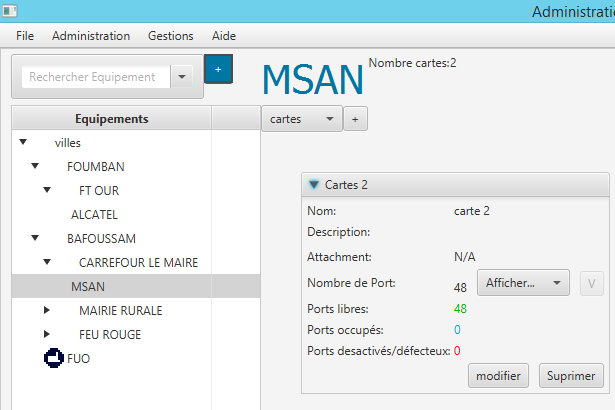 Administratio
File Administration Gestions Aide
Rechercher Equipement
+
MSAN
Nombre cartes:2
cartes
+
Equipements
villes
FOUMBAN
FT OUR
ALCATEL
BAFOUSSAM
CARREFOUR LE MAIRE
MSAN
MAIRIE RURALE
FEU ROUGE
FUO
Cartes 2
Nom: carte 2
Description:
Attachment: N/A
Nombre de Port: 48 Afficher... V
Ports libres: 48
Ports occupés: 0
Ports desactivés/défecteux: 0
modifier Suprimer